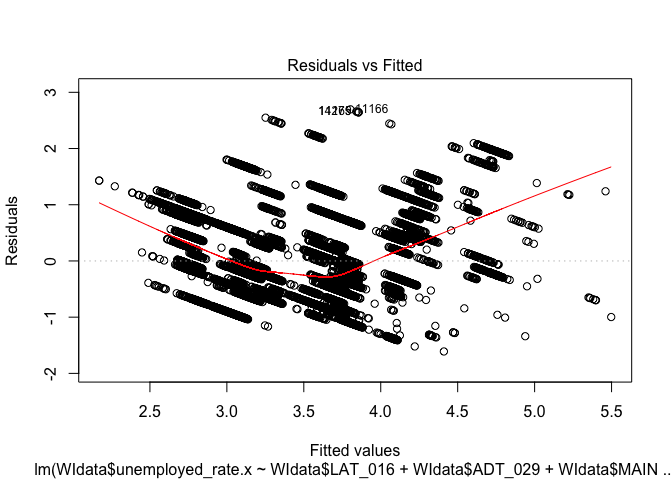 Residuals vs Fitted
Residuals
3
2
1
0
-1
-2
11166
2.5 3.0 3.5 4.0 4.5 5.0 5.5
Fitted values
lm(WIdata$unemployed_rate.x ~ WIdata$LAT_016 + WIdata$ADT_029 + WIdata$MAIN ..